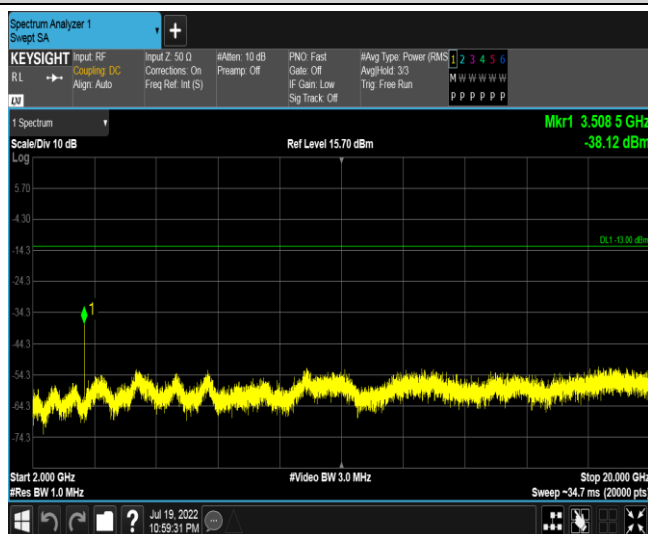 Spectrum Analyzer 1
Swept SA
+
KEYSIGHT
RL
LXI
Input: RF
Coupling: DC
Align: Auto
Input Z: 50 Ω
Corrections: On
Freq Ref: Int (S)
#Atten: 10 dB
Preamp: Off
PNO: Fast
Gate: Off
IF Gain: Low
Sig Track: Off
#Avg Type: Power (RMS
Avg|Hold: 3/3
Trig: Free Run
1 2 3 4 5 6
M W W W W W
P P P P P P
1 Spectrum
Scale/Div 10 dB
Ref Level 15.70 dBm
Mkr1 3.508 5 GHz
-38.12 dBm
Log
5.70
-4.30
DL1 -13.00 dBm
-14.3
-24.3
-34.3
1
-44.3
-54.3
-64.3
-74.3
Start 2.000 GHz
#Video BW 3.0 MHz
Stop 20.000 GHz
#Res BW 1.0 MHz
Sweep ~34.7 ms (20000 pts)
?
Jul 19, 2022
10:59:31 PM